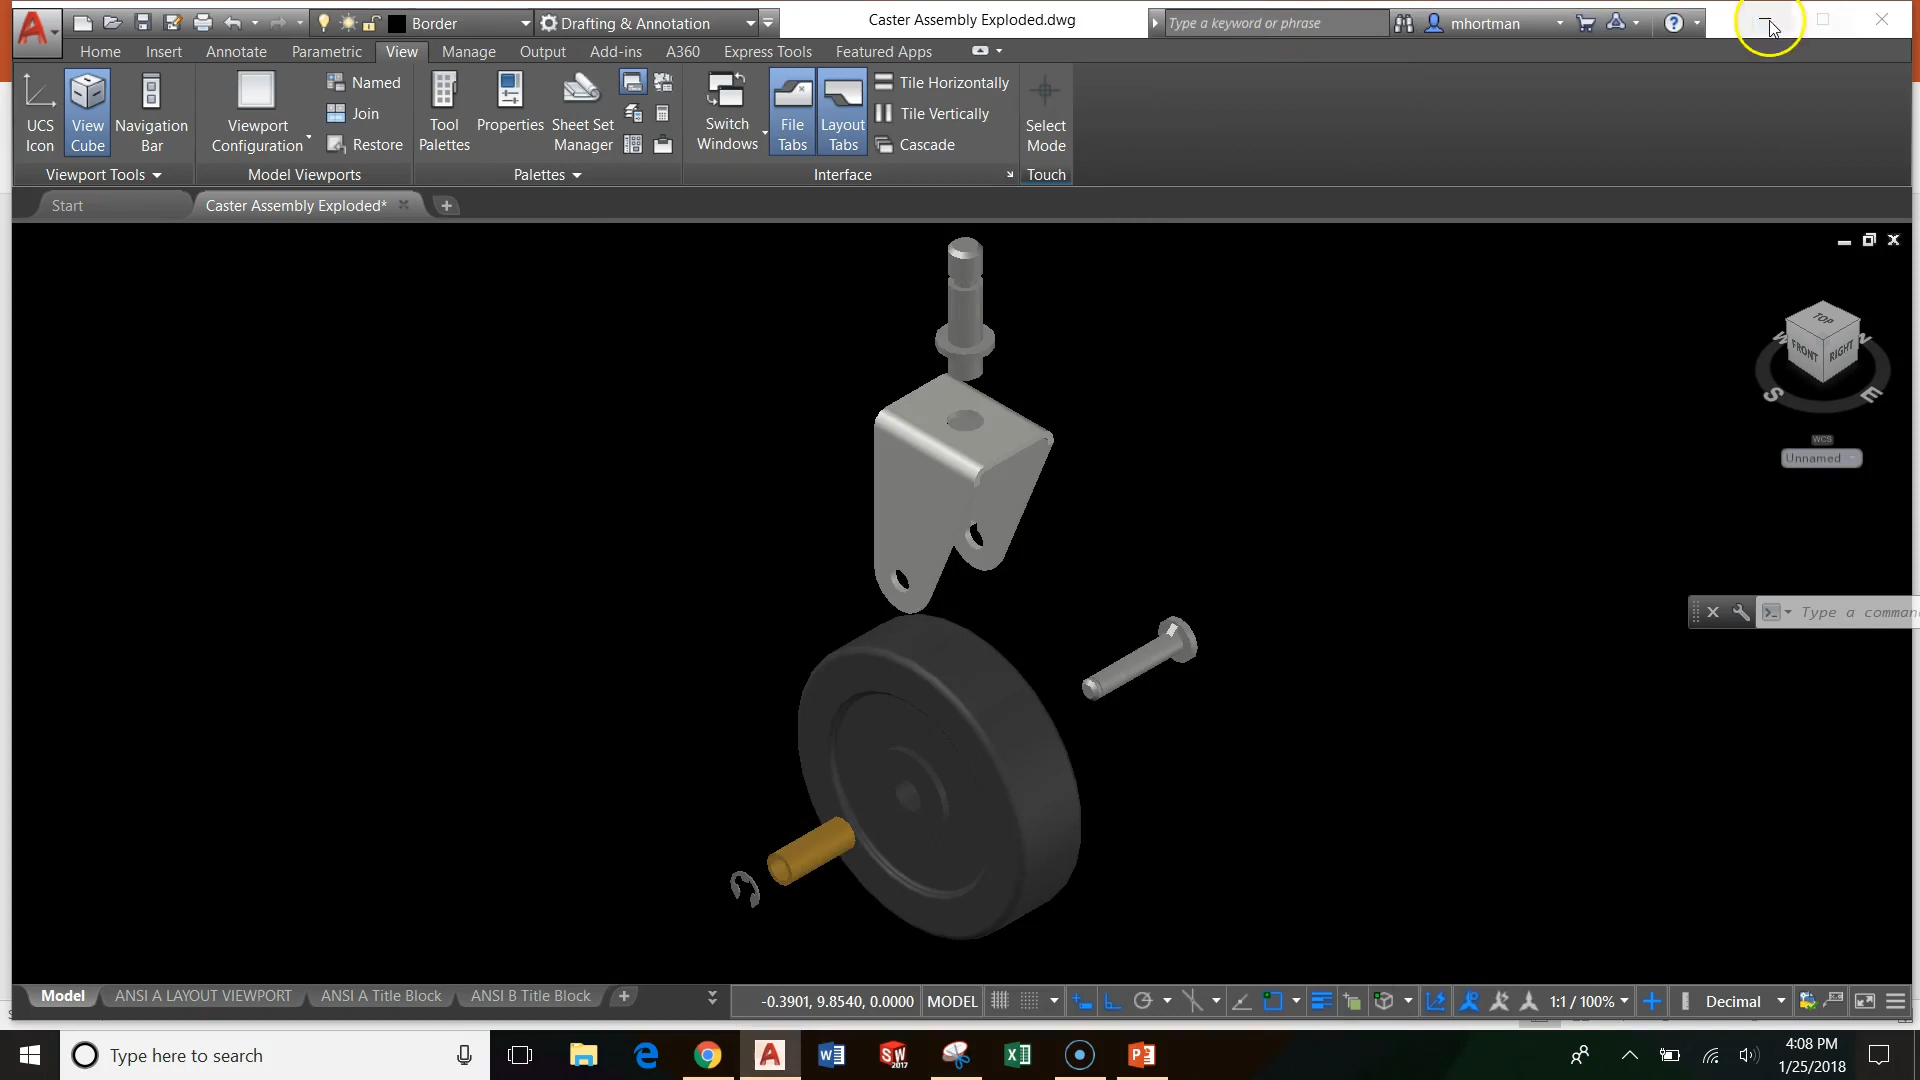 Border
Drafting & Annotation
Caster Assembly Exploded.dwg
Type a keyword or phrase
mhortman
Home Insert Annotate Parametric View Manage Output Add-ins A360 Express Tools Featured Apps
UCS Icon
View Cube
Navigation Bar
Viewport Configuration
Named
Join
Restore
Tool Palettes
Properties
Sheet Set Manager
Switch Windows
File Tabs
Layout Tabs
Tile Horizontally
Tile Vertically
Cascade
Select Mode
Viewport Tools
Model Viewports
Palettes
Interface
Touch
Start
Caster Assembly Exploded*
TOP
FRONT
RIGHT
W
N
S
E
WCS
Unnamed
Type a comman
Model
ANSI A LAYOUT VIEWPORT
ANSI A Title Block
ANSI B Title Block
-0.3901, 9.8540, 0.0000
MODEL
1:1 / 100%
Decimal
Type here to search
SW
2017
4:08 PM
1/25/2018